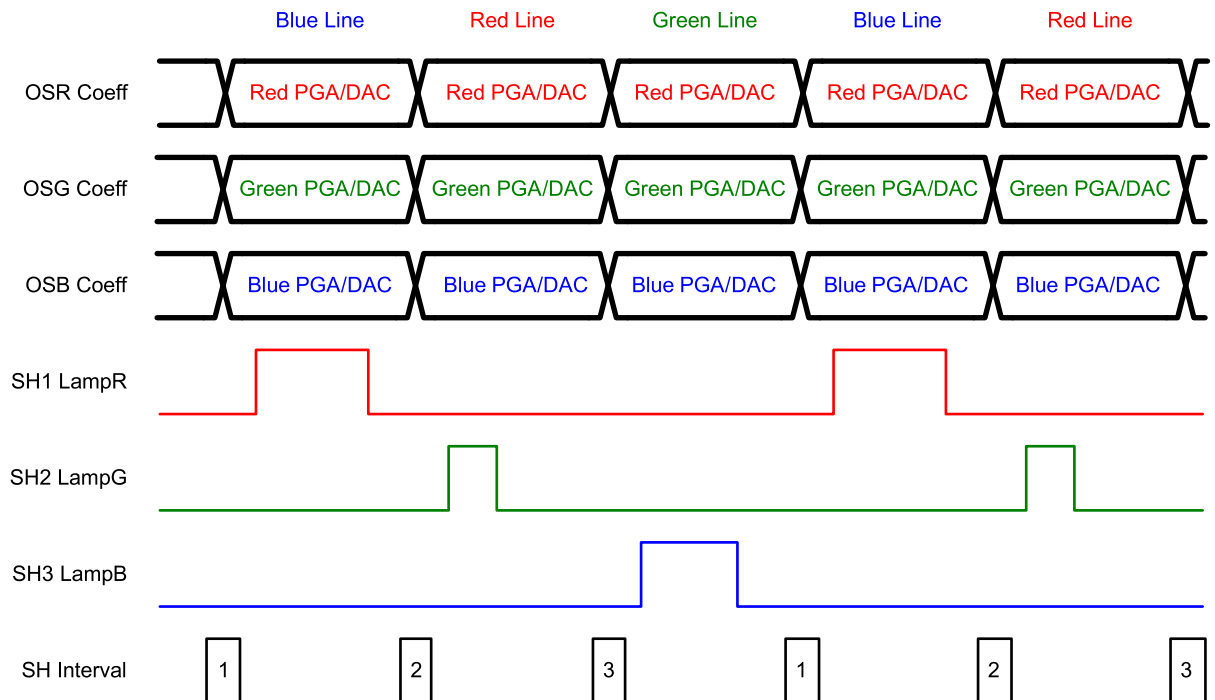 Blue Line Red Line Green Line Blue Line Red Line
OSR Coeff Red PGA/DAC Red PGA/DAC Red PGA/DAC Red PGA/DAC Red PGA/DAC
OSG Coeff Green PGA/DAC Green PGA/DAC Green PGA/DAC Green PGA/DAC Green PGA/DAC
OSB Coeff Blue PGA/DAC Blue PGA/DAC Blue PGA/DAC Blue PGA/DAC Blue PGA/DAC
SH1 LampR
SH2 LampG
SH3 LampB
SH Interval 1 2 3 1 2 3